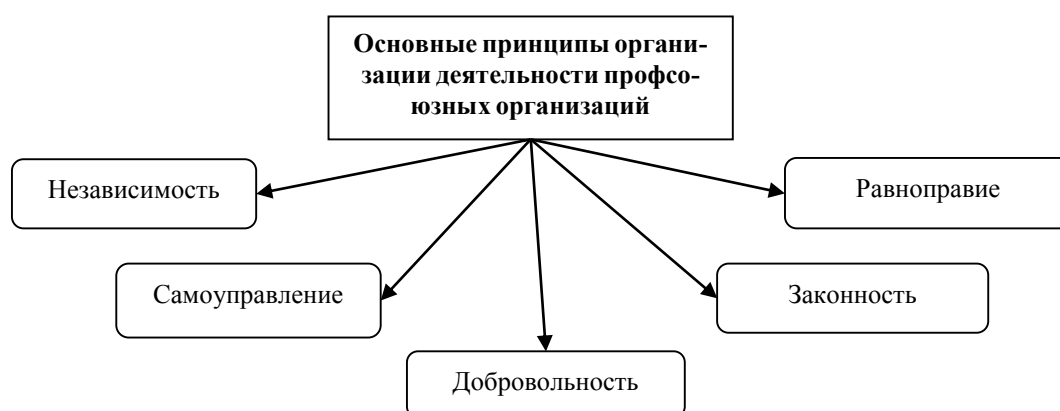 Основные принципы органи-
зации деятельности профсо-
юзных организаций
Независимость
Равноправие
Самоуправление
Законность
Добровольность